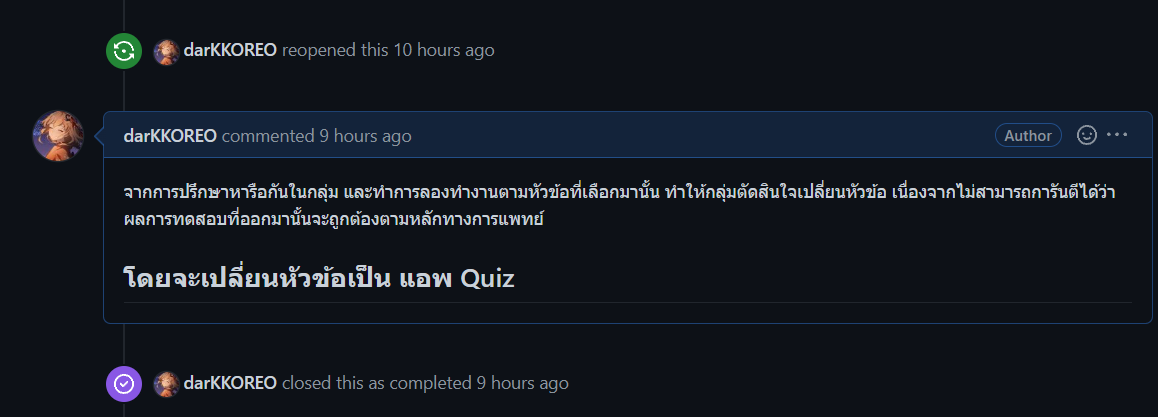 darKKOREO reopened this 10 hours ago
darKKOREO commented 9 hours ago Author
จากการปรึกษาหารือกันในกลุ่ม และทำการลองทำงานตามหัวข้อที่เลือกมานั้น ทำให้กลุ่มตัดสินใจเปลี่ยนหัวข้อ เนื่องจากไม่สามารถการันตีได้ว่า
ผลการทดสอบที่ออกมานั้นจะถูกต้องตามหลักทางการแพทย์
โดยจะเปลี่ยนหัวข้อเป็น แอพ Quiz
darKKOREO closed this as completed 9 hours ago